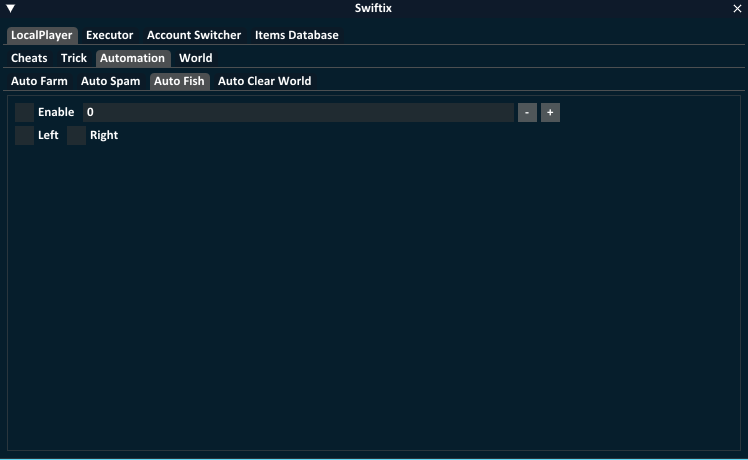 Swiftix
LocalPlayer Executor Account Switcher Items Database
Cheats Trick Automation World
Auto Farm Auto Spam Auto Fish Auto Clear World
Enable 0 - +
Left Right